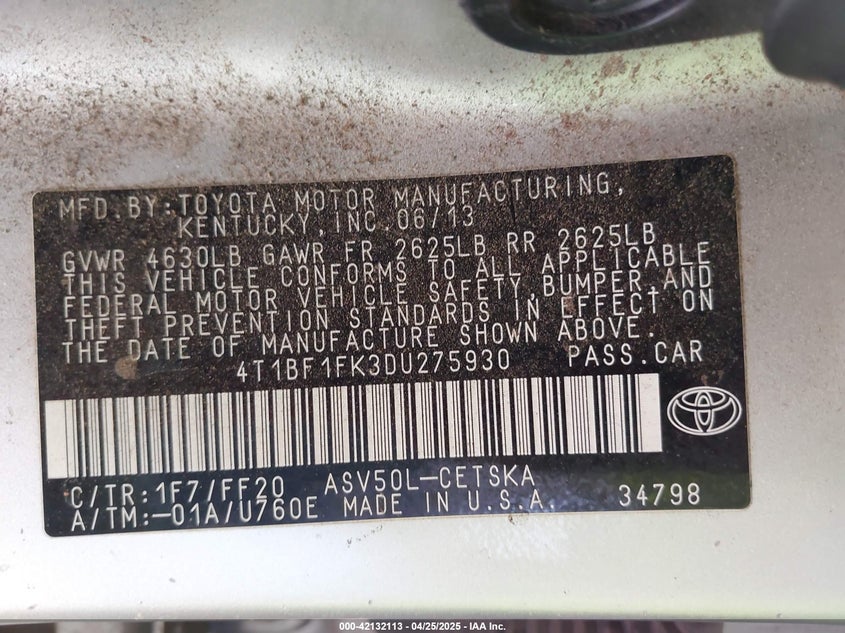 MFD.BY:TOYOTA MOTOR MANUFACTURING,
KENTUCKY,INC.06/13
GVWR 4630LB GAWR FR 2625LB RR 2625LB
THIS VEHICLE CONFORMS TO ALL APPLICABLE
FEDERAL MOTOR VEHICLE SAFETY,BUMPER,AND
THEFT PREVENTION STANDARDS IN EFFECT ON
THE DATE OF MANUFACTURE SHOWN ABOVE.
4T1BF1FK3DU275930 PASS.CAR
C/TR:1F7/FF20 ASV50L-CETSKA
A/TM:-01A/U760E MADE IN U.S.A 34798
000-42132113 - 04/25/2025 - IAA Inc.